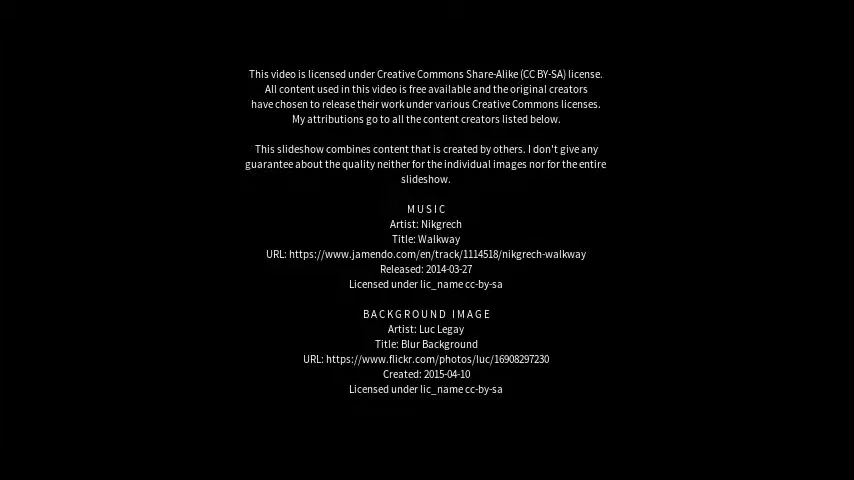 This video is licensed under Creative Commons Share-Alike (CC BY-SA) license.
All content used in this video is free available and the original creators
have chosen to release their work under various Creative Commons licenses.
My attributions go to all the content creators listed below.
This slideshow combines content that is created by others. I don't give any
guarantee about the quality neither for the individual images nor for the entire
slideshow.
MUSIC
Artist: Nikgrech
Title: Walkway
URL: https://www.jamendo.com/en/track/1114518/nikgrech-walkway
Released: 2014-03-27
Licensed under lic_name cc-by-sa
BACKGROUND IMAGE
Artist: Luc Legay
Title: Blur Background
URL: https://www.flickr.com/photos/luc/16908297230
Created: 2015-04-10
Licensed under lic_name cc-by-sa